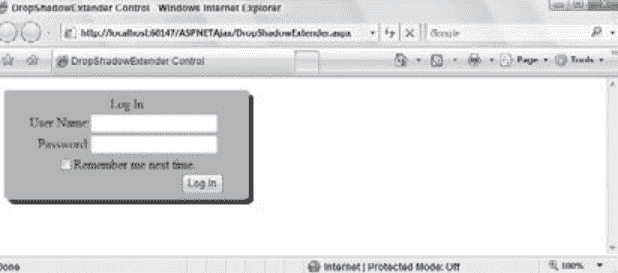 DropShadowExtender Control - Windows Internet Explorer
http://localhost:60147/ASPNETAjax/DropShadowExtender.aspx
Google
DropShadowExtender Control
Page
Tools
Log In
User Name:
Password:
Remember me next time.
Log In
Done
Internet | Protected Mode: Off
100%